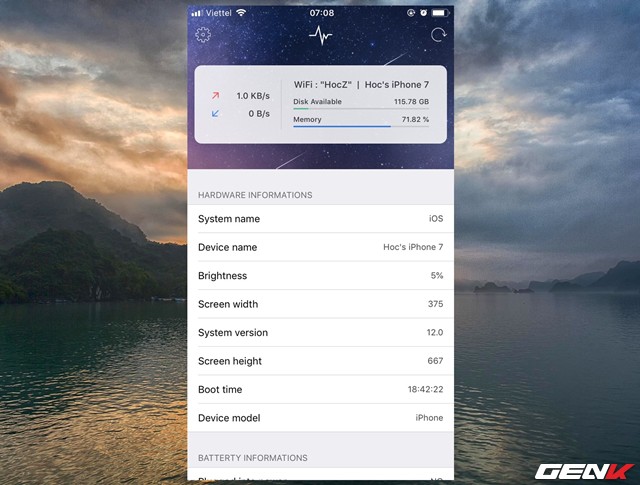 Viettel 07:08
1.0 KB/s
0 B/s
WiFi : "HocZ" | Hoc's iPhone 7
Disk Available 115.78 GB
Memory 71.82 %
HARDWARE INFORMATIONS
System name iOS
Device name Hoc's iPhone 7
Brightness 5%
Screen width 375
System version 12.0
Screen height 667
Boot time 18:42:22
Device model iPhone
BATTERTY INFORMATIONS
GENK